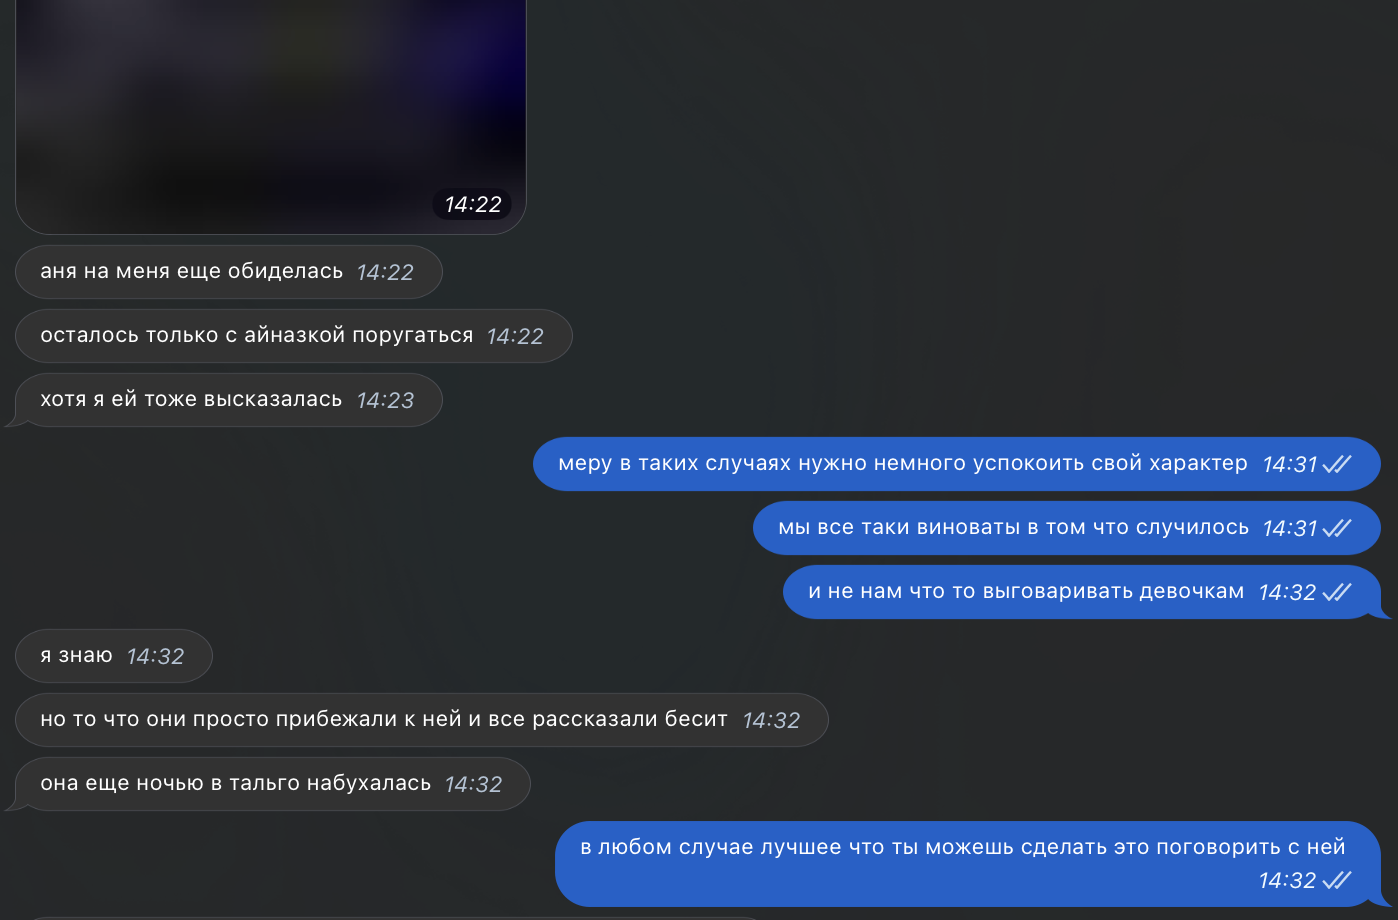 14:22
аня на меня еще обиделась 14:22
осталось только с айназкой поругаться 14:22
хотя я ей тоже высказалась 14:23
меру в таких случаях нужно немного успокоить свой характер 14:31
мы все таки виноваты в том что случилось 14:31
и не нам что то выговаривать девочкам 14:32
я знаю 14:32
но то что они просто прибежали к ней и все рассказали бесит 14:32
она еще ночью в тальго набухалась 14:32
в любом случае лучшее что ты можешь сделать это поговорить с ней
14:32